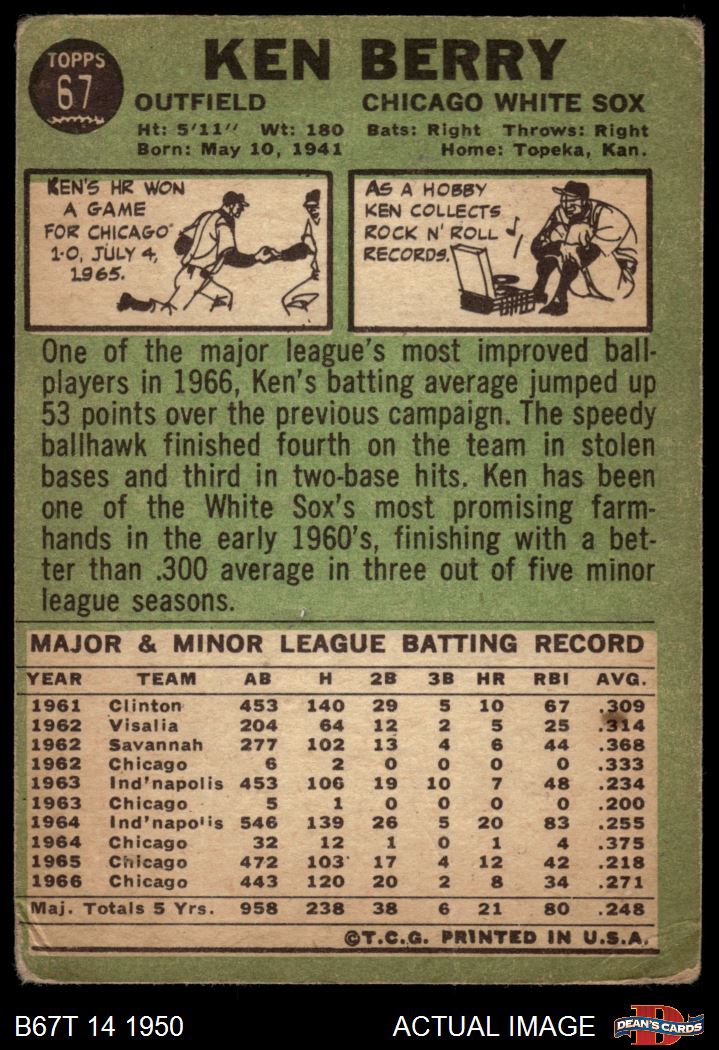 TOPPS
67
KEN BERRY
OUTFIELD CHICAGO WHITE SOX
Ht: 5'11" Wt: 180 Bats: Right Throws: Right
Born: May 10, 1941 Home: Topeka, Kan.
KEN'S HR WON
A GAME
FOR CHICAGO
1-0, JULY 4,
1965.
AS A HOBBY
KEN COLLECTS
ROCK N' ROLL
RECORDS.
One of the major league's most improved ball-
players in 1966, Ken's batting average jumped up
53 points over the previous campaign. The speedy
ballhawk finished fourth on the team in stolen
bases and third in two-base hits. Ken has been
one of the White Sox's most promising farm-
hands in the early 1960's, finishing with a bet-
ter than .300 average in three out of five minor
league seasons.
MAJOR & MINOR LEAGUE BATTING RECORD
YEAR TEAM AB H 2B 3B HR RBI AVG.
1961 Clinton 453 140 29 5 10 67 .309
1962 Visalia 204 64 12 2 5 25 .314
1962 Savannah 277 102 13 4 6 44 .368
1962 Chicago 6 2 0 0 0 0 .333
1963 Ind'napolis 453 106 19 10 7 48 .234
1963 Chicago 5 1 0 0 0 0 .200
1964 Ind'napolis 546 139 26 5 20 83 .255
1964 Chicago 32 12 1 0 1 4 .375
1965 Chicago 472 103 17 4 12 42 .218
1966 Chicago 443 120 20 2 8 34 .271
Maj. Totals 5 Yrs. 958 238 38 6 21 80 .248
©T.C.G. PRINTED IN U.S.A.
B67T 14 1950 ACTUAL IMAGE
D
DEAN'S CARDS